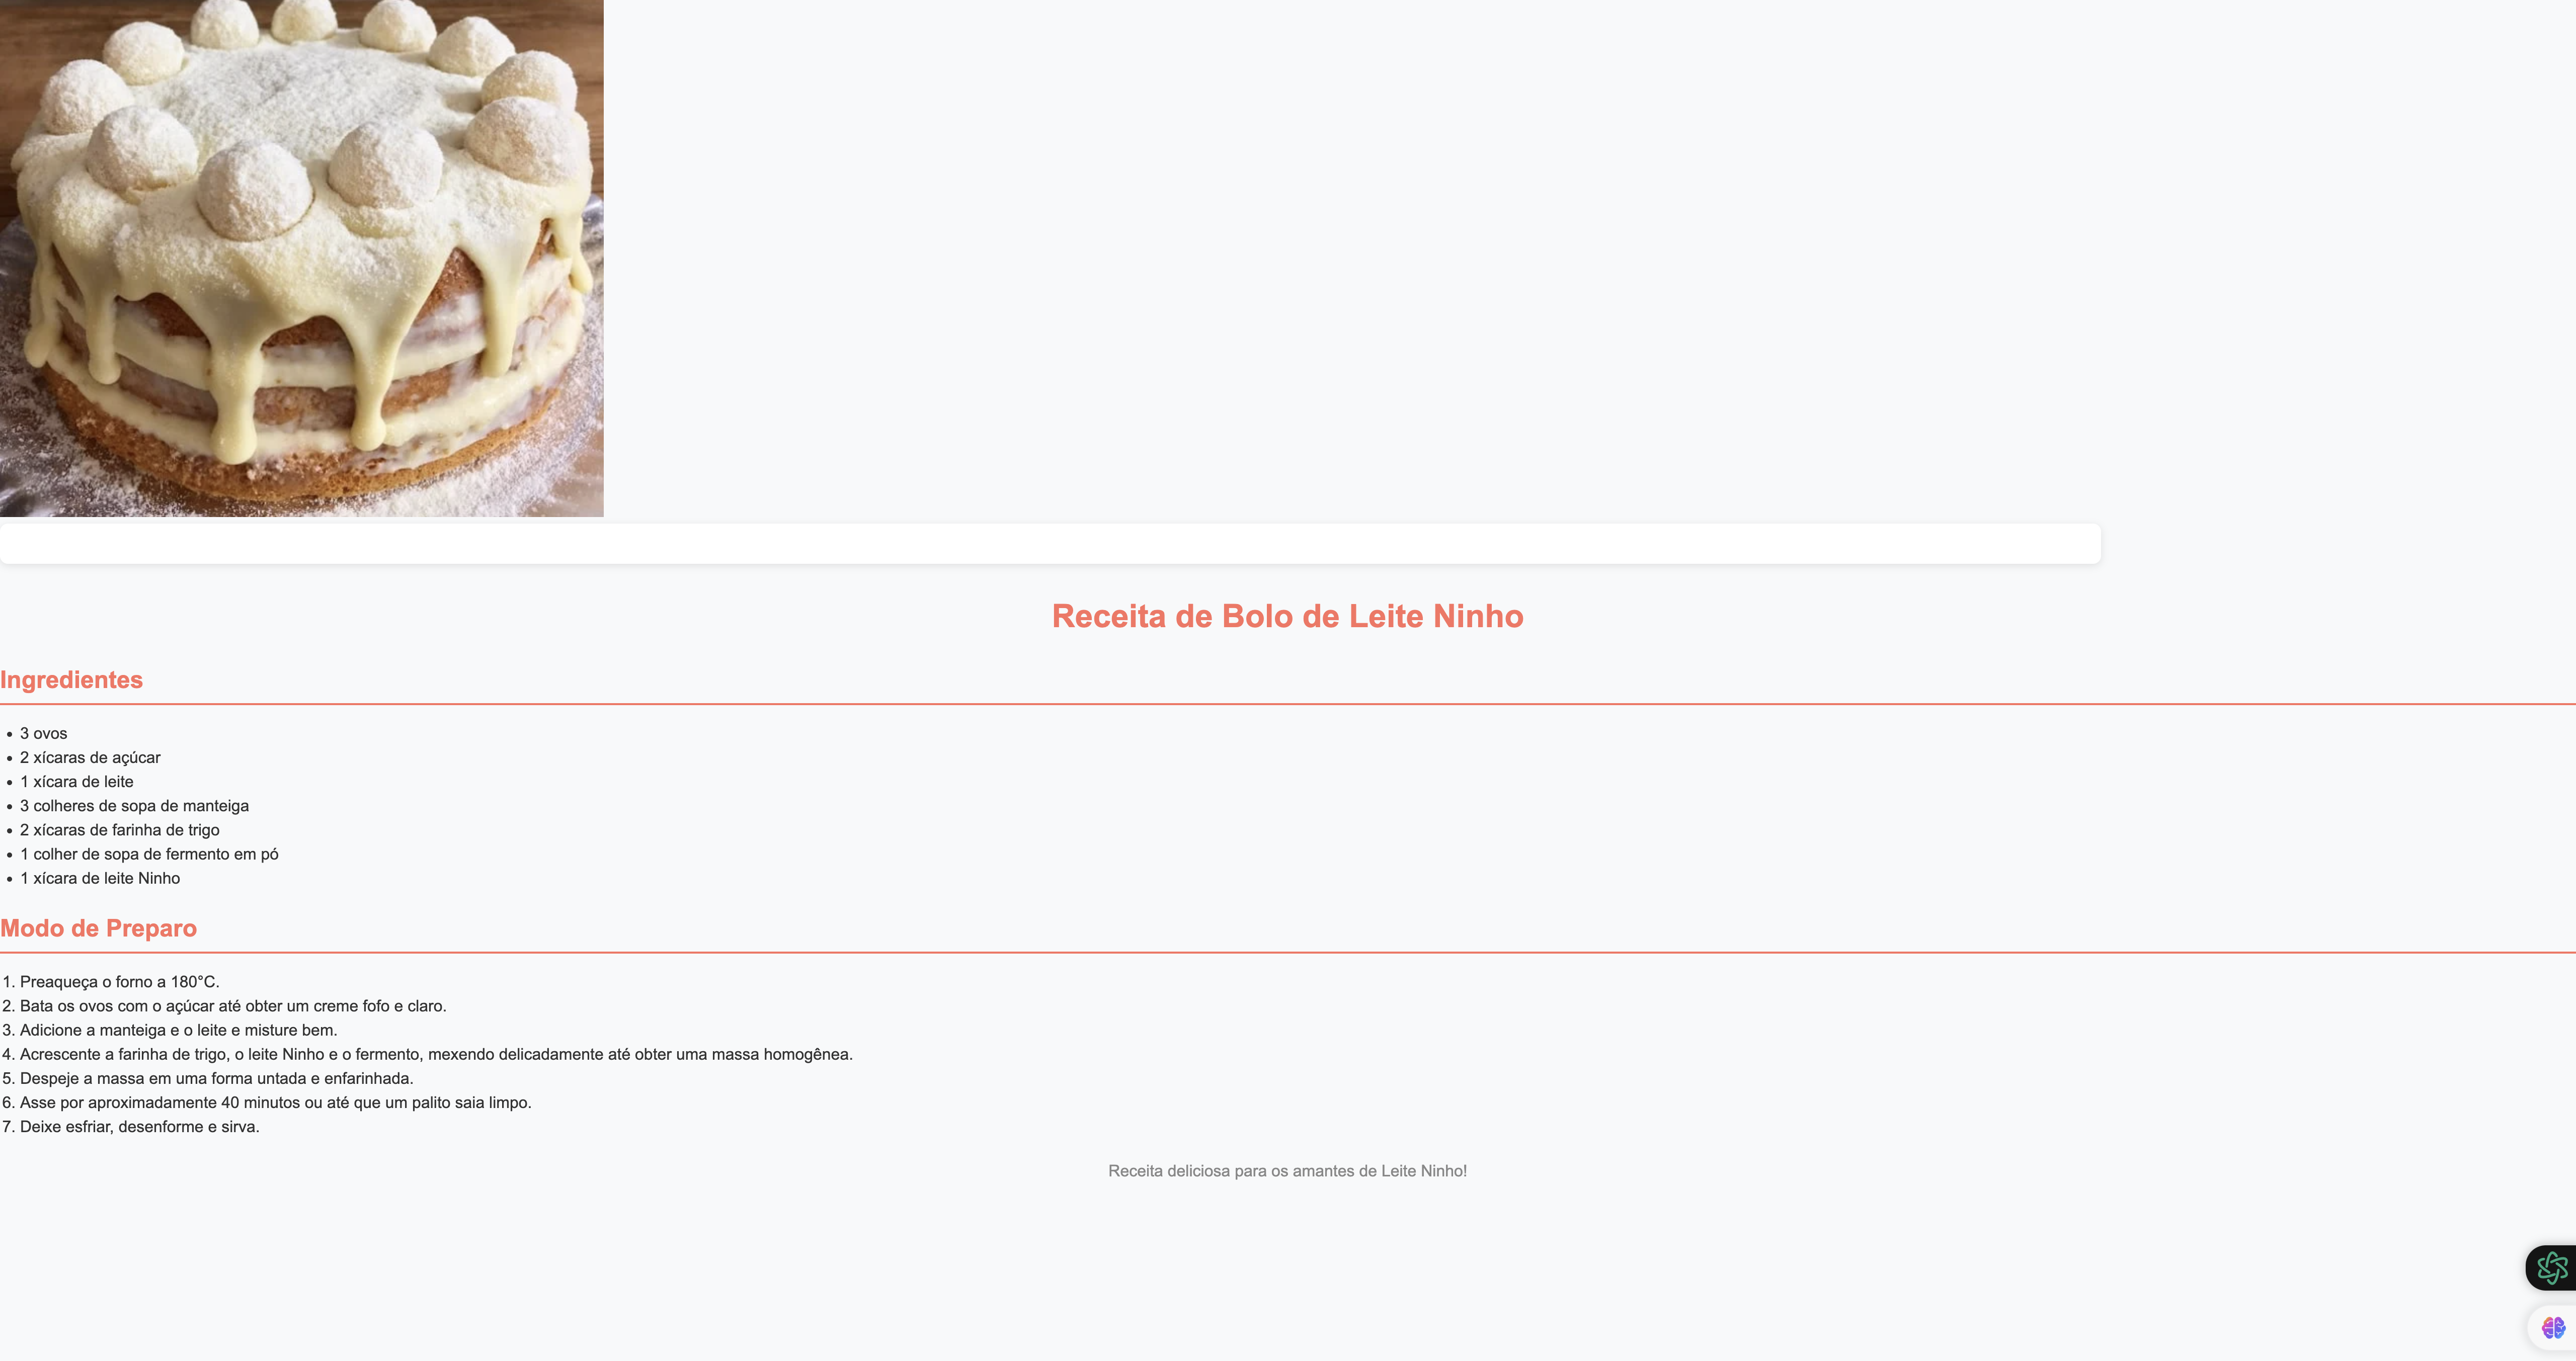 Receita de Bolo de Leite Ninho
Ingredientes
• 3 ovos
• 2 xícaras de açúcar
• 1 xícara de leite
• 3 colheres de sopa de manteiga
• 2 xícaras de farinha de trigo
• 1 colher de sopa de fermento em pó
• 1 xícara de leite Ninho
Modo de Preparo
1. Preaqueça o forno a 180°C.
2. Bata os ovos com o açúcar até obter um creme fofo e claro.
3. Adicione a manteiga e o leite e misture bem.
4. Acrescente a farinha de trigo, o leite Ninho e o fermento, mexendo delicadamente até obter uma massa homogênea.
5. Despeje a massa em uma forma untada e enfarinhada.
6. Asse por aproximadamente 40 minutos ou até que um palito saia limpo.
7. Deixe esfriar, desenforme e sirva.
Receita deliciosa para os amantes de Leite Ninho!